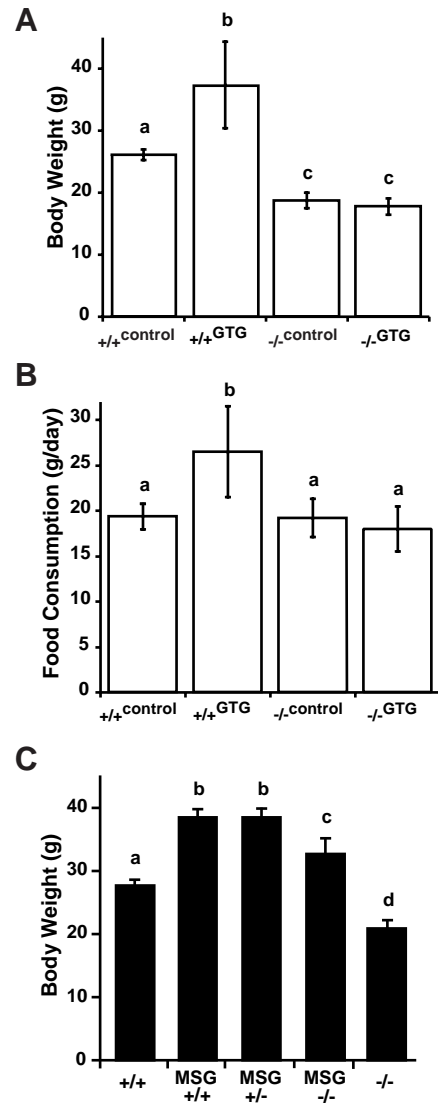 A
Body Weight (g)
40
30
20
10
0
a
b
c
c
+/+control
+/+GTG
-/-control
-/-GTG
B
Food Consumption (g/day)
30
25
20
15
10
5
0
a
b
a
a
+/+control
+/+GTG
-/-control
-/-GTG
C
Body Weight (g)
40
30
20
10
0
a
b
b
c
d
+/+
MSG
+/+
MSG
+/-
MSG
-/-
-/-